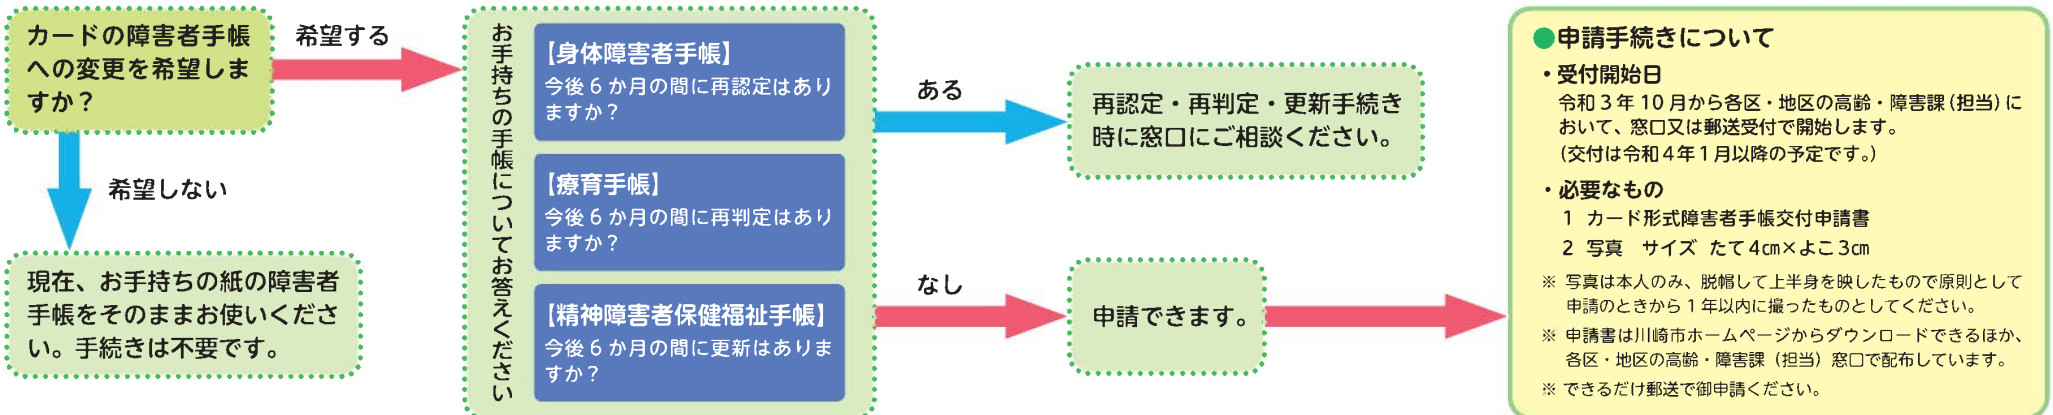 カードの障害者手帳
への変更を希望しま
すか？
希望する
希望しない
現在、お手持ちの紙の障害者
手帳をそのままお使いくださ
い。手続きは不要です。
お手持ちの手帳についてお答えください
【身体障害者手帳】
今後６か月の間に再認定はあり
ますか？
【療育手帳】
今後６か月の間に再判定はあり
ますか？
【精神障害者保健福祉手帳】
今後６か月の間に更新はありま
すか？
ある
再認定・再判定・更新手続き
時に窓口にご相談ください。
なし
申請できます。
●申請手続きについて
・受付開始日
令和３年 10 月から各区・地区の高齢・障害課（担当）に
おいて、窓口又は郵送受付で開始します。
（交付は令和４年１月以降の予定です。）
・必要なもの
１ カード形式障害者手帳交付申請書
２ 写真　サイズ たて４㎝×よこ３㎝
※ 写真は本人のみ、脱帽して上半身を映したもので原則として
申請のときから１年以内に撮ったものとしてください。
※ 申請書は川崎市ホームページからダウンロードできるほか、
各区・地区の高齢・障害課（担当）窓口で配布しています。
※ できるだけ郵送で御申請ください。